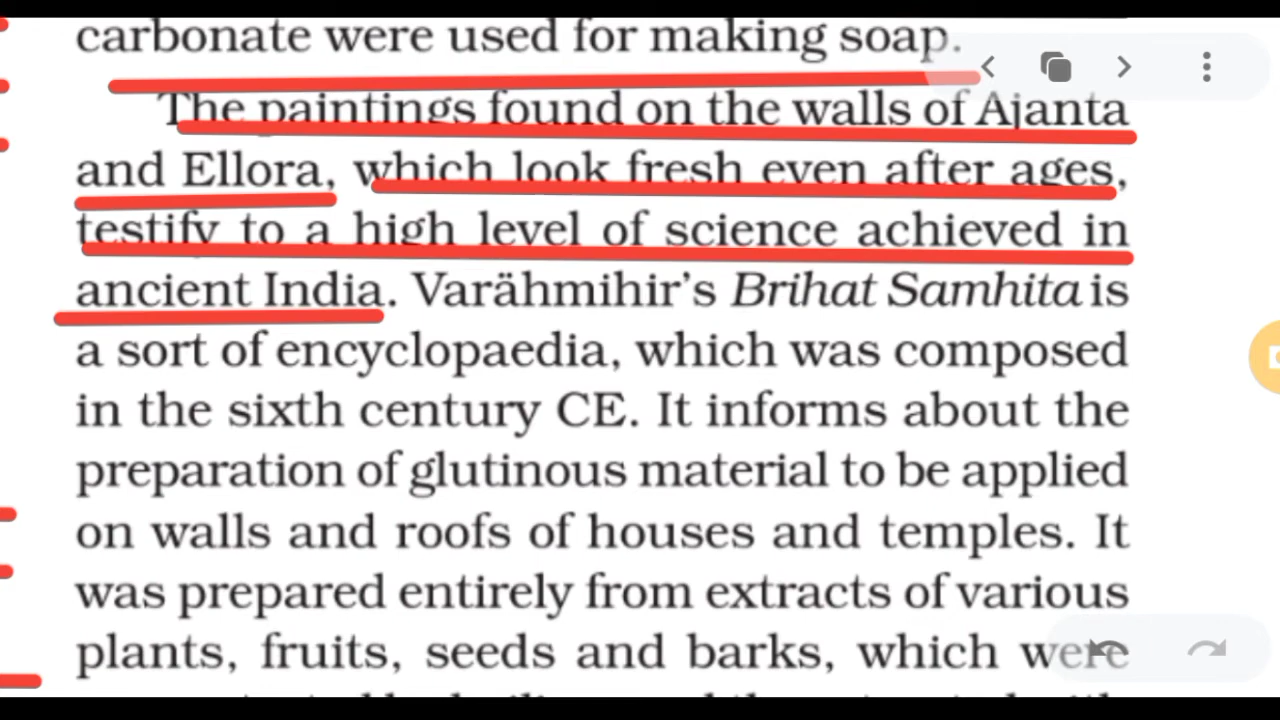 carbonate were used for making soap.
The paintings found on the walls of Ajanta
and Ellora, which look fresh even after ages,
testify to a high level of science achieved in
ancient India. Varähmihir’s Brihat Samhita is
a sort of encyclopaedia, which was composed
in the sixth century CE. It informs about the
preparation of glutinous material to be applied
on walls and roofs of houses and temples. It
was prepared entirely from extracts of various
plants, fruits, seeds and barks, which were